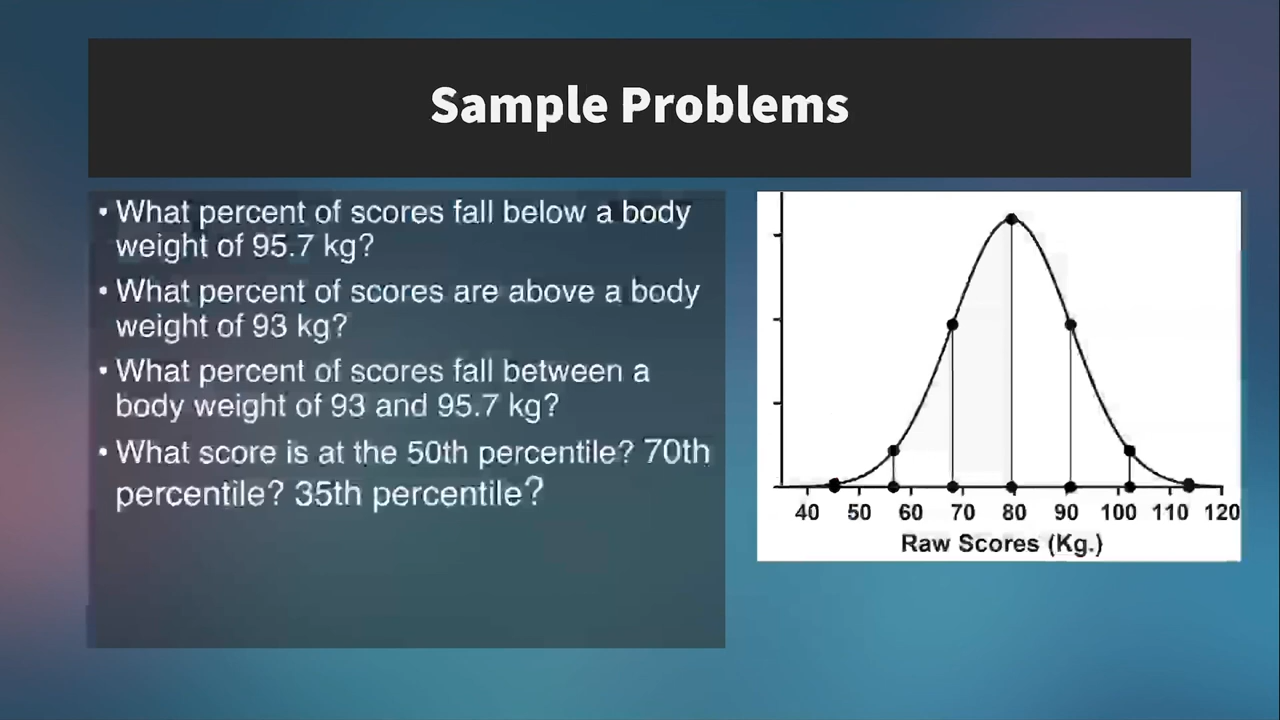 Sample Problems
• What percent of scores fall below a body
weight of 95.7 kg?
• What percent of scores are above a body
weight of 93 kg?
• What percent of scores fall between a
body weight of 93 and 95.7 kg?
• What score is at the 50th percentile? 70th
percentile? 35th percentile?
40 50 60 70 80 90 100 110 120
Raw Scores (Kg.)